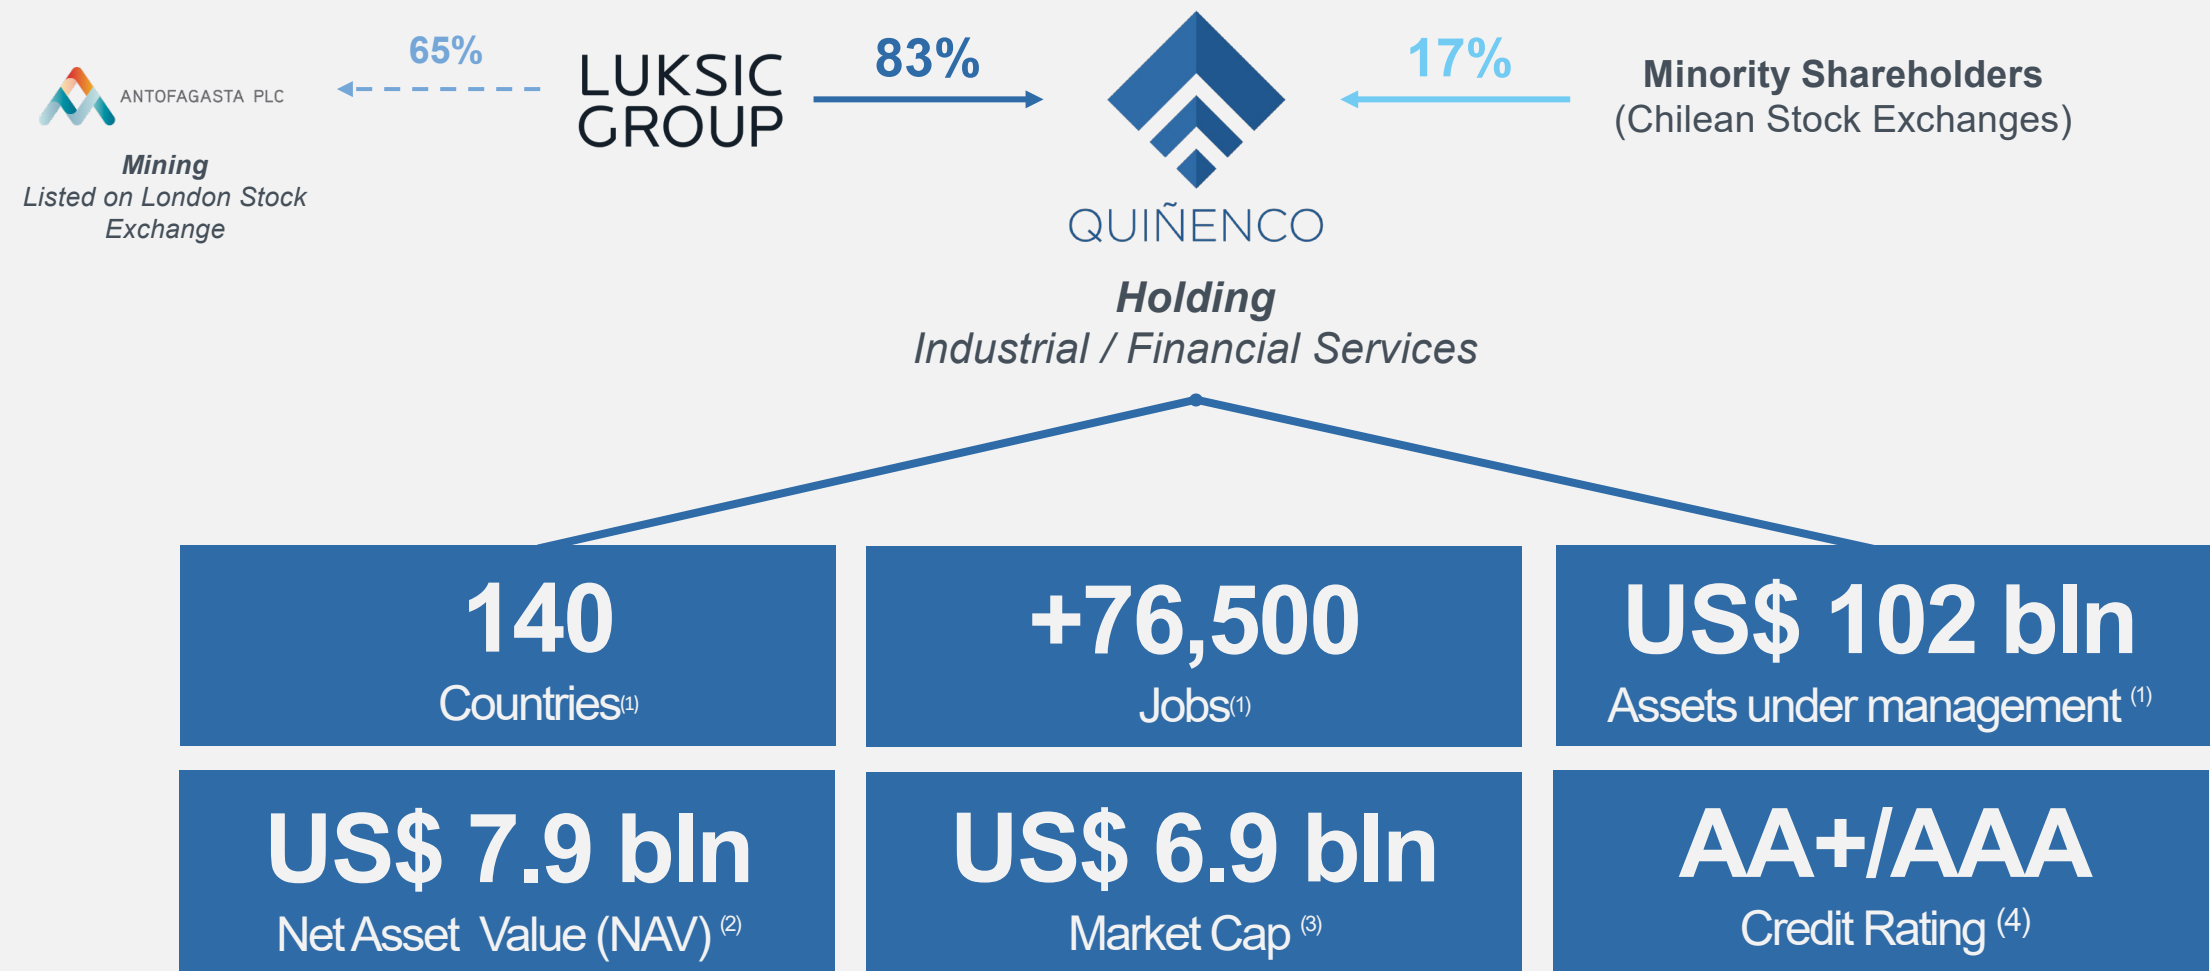 ANTOFAGASTA PLC
Mining
Listed on London Stock
Exchange
65%
LUKSIC
GROUP
83%
QUIÑENCO
Holding
Industrial / Financial Services
17%
Minority Shareholders
(Chilean Stock Exchanges)
140
Countries(1)
+76,500
Jobs(1)
US$ 102 bln
Assets under management (1)
US$ 7.9 bln
Net Asset Value (NAV) (2)
US$ 6.9 bln
Market Cap (3)
AA+/AAA
Credit Rating (4)